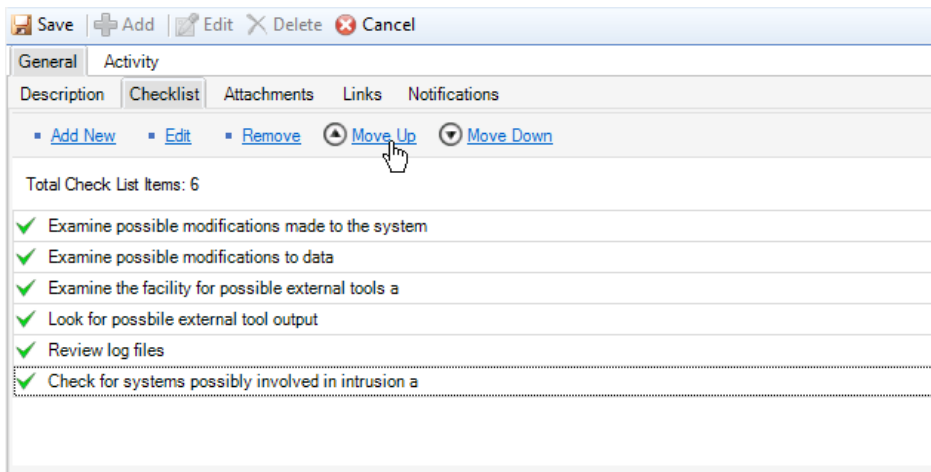 Save Add Edit Delete Cancel
General Activity
Description Checklist Attachments Links Notifications
Add New Edit Remove Move Up Move Down
Total Check List Items: 6
Examine possible modifications made to the system
Examine possible modifications to data
Examine the facility for possible external tools a
Look for possbile external tool output
Review log files
Check for systems possibly involved in intrusion a